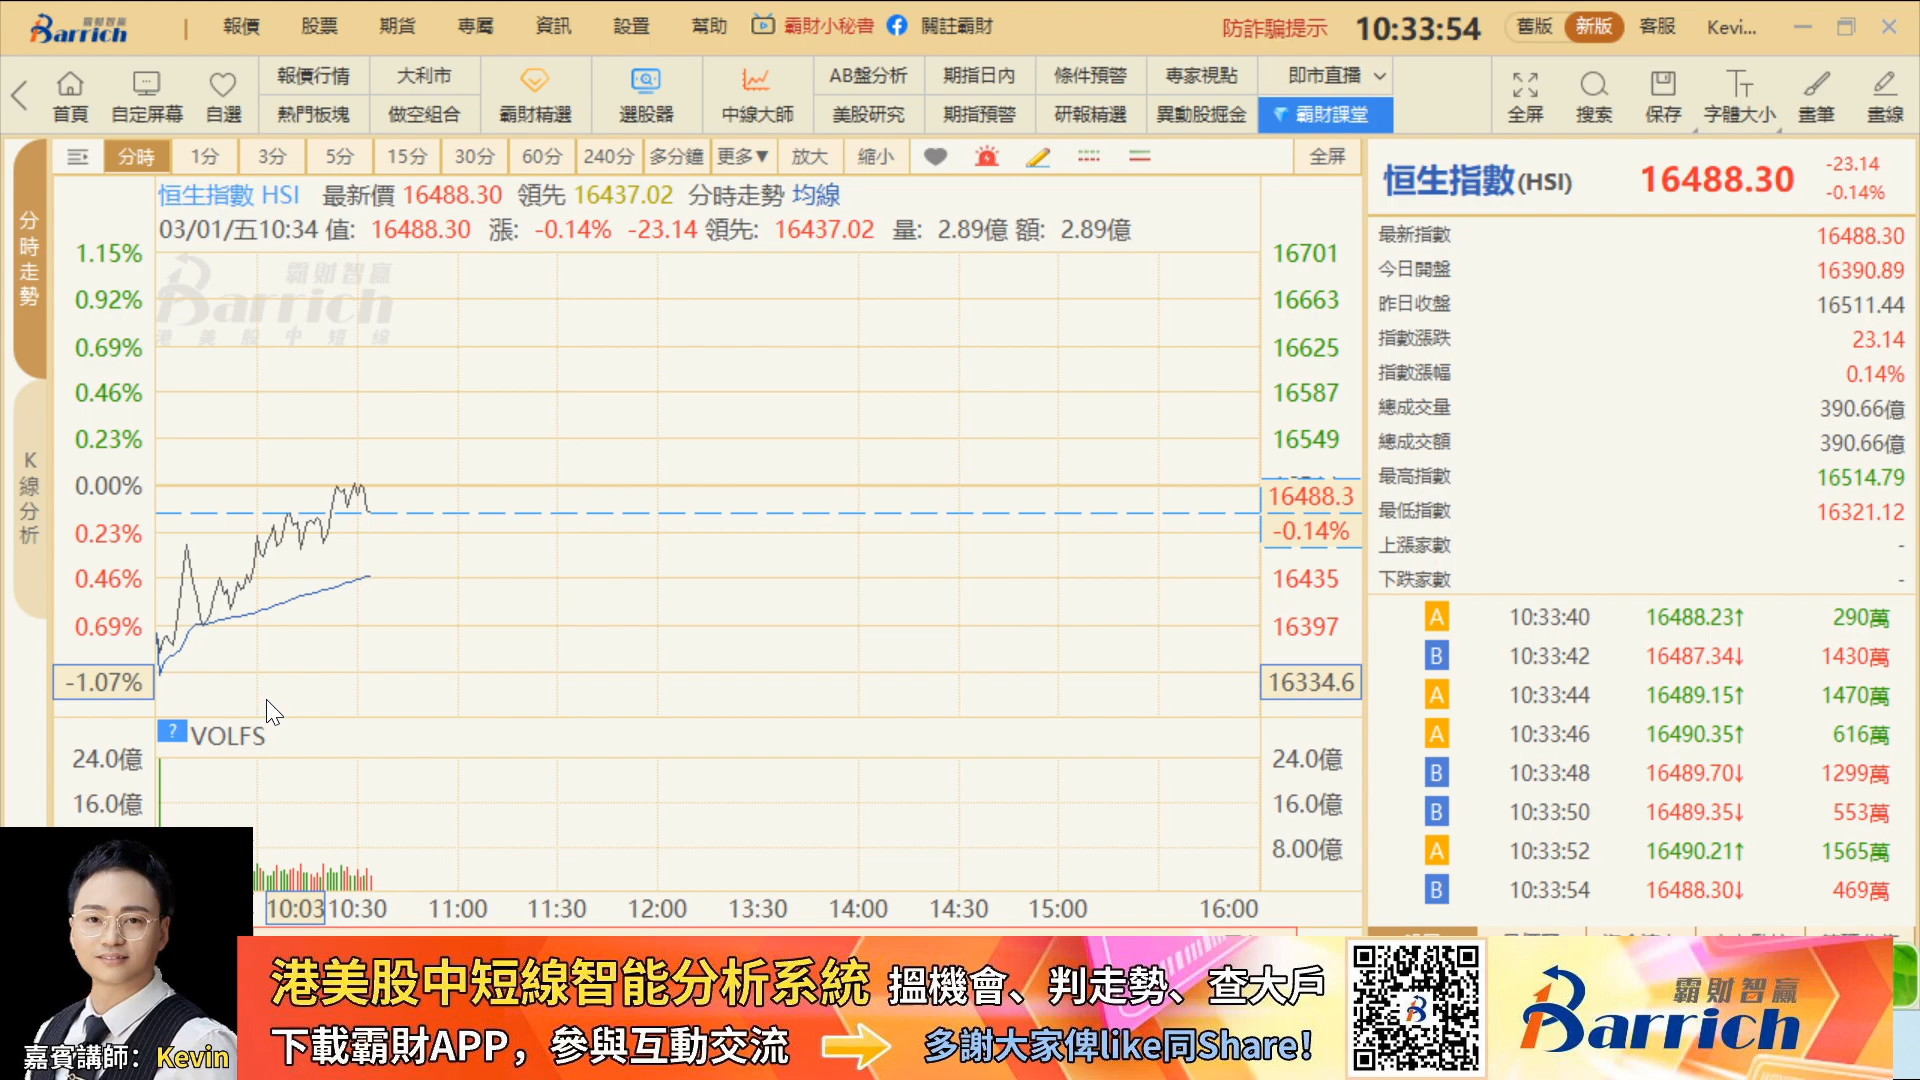 霸財智贏
Barrich
報價 股票 期貨 專屬 資訊 設置 幫助 霸財小秘書 關註霸財
防詐騙提示 10:33:54 舊版 新版 客服 Kevi...
首頁 自定屏幕 自選
報價行情 大利市 AB盤分析 期指日內 條件預警 專家視點 即市直播
熱門板塊 做空組合 霸財精選 選股器 中線大師 美股研究 期指預警 研報精選 異動股掘金 霸財課堂
全屏 搜索 保存 字體大小 畫筆 畫線
分時走勢
K線分析
分時 1分 3分 5分 15分 30分 60分 240分 多分鐘 更多▼ 放大 縮小 全屏
恒生指數 HSI 最新價 16488.30 領先 16437.02 分時走勢 均線
03/01/五10:34 值: 16488.30 漲: -0.14% -23.14 領先: 16437.02 量: 2.89億 額: 2.89億
霸財智贏
Barrich
港美股中短線
1.15% 16701
0.92% 16663
0.69% 16625
0.46% 16587
0.23% 16549
0.00%
16488.3
-0.14%
0.23%
0.46% 16435
0.69% 16397
-1.07% 16334.6
? VOLFS
24.0億 24.0億
16.0億 16.0億
8.00億
10:03 10:30 11:00 11:30 12:00 13:30 14:00 14:30 15:00 16:00
恒生指數(HSI) 16488.30 -23.14
-0.14%
最新指數 16488.30
今日開盤 16390.89
昨日收盤 16511.44
指數漲跌 23.14
指數漲幅 0.14%
總成交量 390.66億
總成交額 390.66億
最高指數 16514.79
最低指數 16321.12
上漲家數 -
下跌家數 -
A 10:33:40 16488.23↑ 290萬
B 10:33:42 16487.34↓ 1430萬
A 10:33:44 16489.15↑ 1470萬
A 10:33:46 16490.35↑ 616萬
B 10:33:48 16489.70↓ 1299萬
B 10:33:50 16489.35↓ 553萬
A 10:33:52 16490.21↑ 1565萬
B 10:33:54 16488.30↓ 469萬
嘉賓講師：Kevin
港美股中短線智能分析系統 搵機會、判走勢、查大戶
下載霸財APP，參與互動交流 多謝大家俾like同Share！
霸財智贏
Barrich